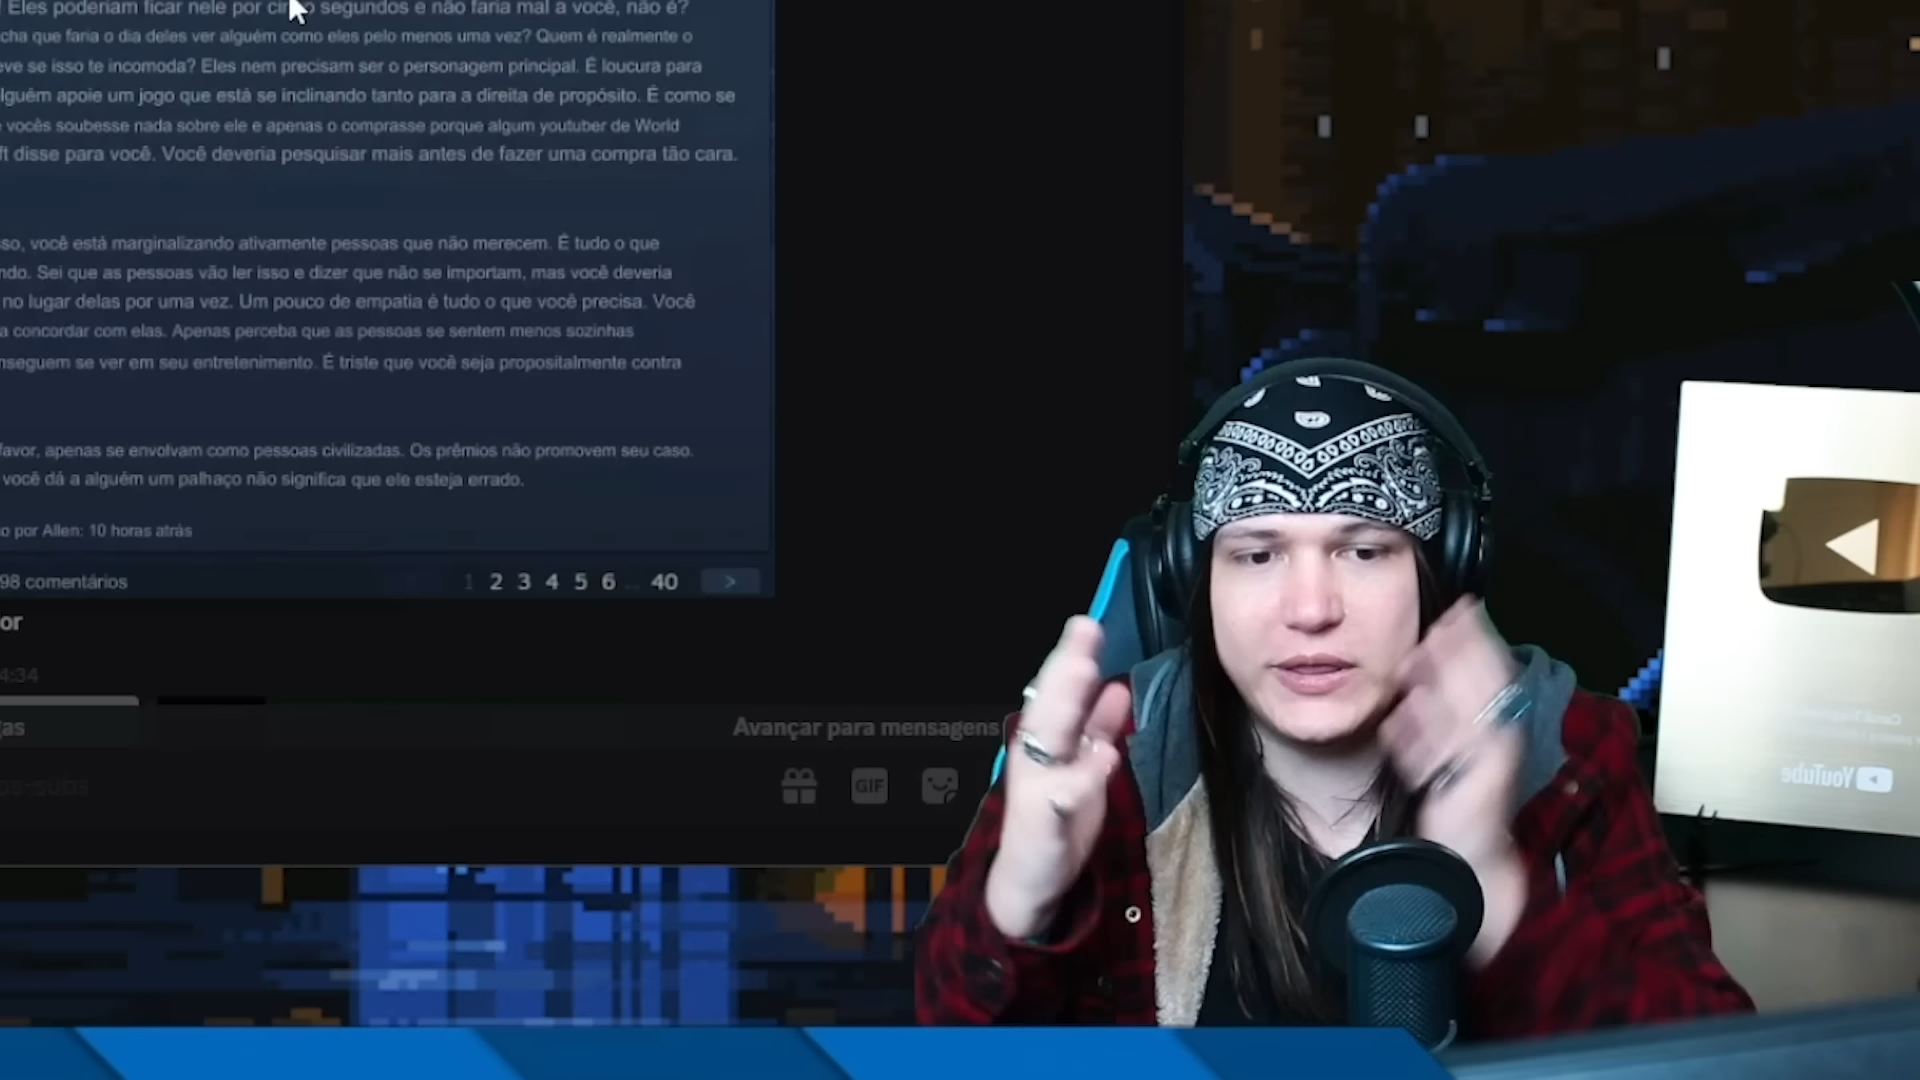 ! Eles poderiam ficar nele por cinco segundos e não faria mal a você, não é?
cha que faria o dia deles ver alguém como eles pelo menos uma vez? Quem é realmente o
eve se isso te incomoda? Eles nem precisam ser o personagem principal. É loucura para
lguém apoie um jogo que está se inclinando tanto para a direita de propósito. É como se
vocês soubesse nada sobre ele e apenas o comprasse porque algum youtuber de World
ft disse para você. Você deveria pesquisar mais antes de fazer uma compra tão cara.
sso, você está marginalizando ativamente pessoas que não merecem. É tudo o que
ndo. Sei que as pessoas vão ler isso e dizer que não se importam, mas você deveria
no lugar delas por uma vez. Um pouco de empatia é tudo o que você precisa. Você
a concordar com elas. Apenas perceba que as pessoas se sentem menos sozinhas
nseguem se ver em seu entretenimento. É triste que você seja propositalmente contra
favor, apenas se envolvam como pessoas civilizadas. Os prêmios não promovem seu caso.
você dá a alguém um palhaço não significa que ele esteja errado.
o por Allen: 10 horas atrás
98 comentários
1 2 3 4 5 6 ... 40 >
or
4:34
gas
Avançar para mensagens
os-subs
GIF
YouTube